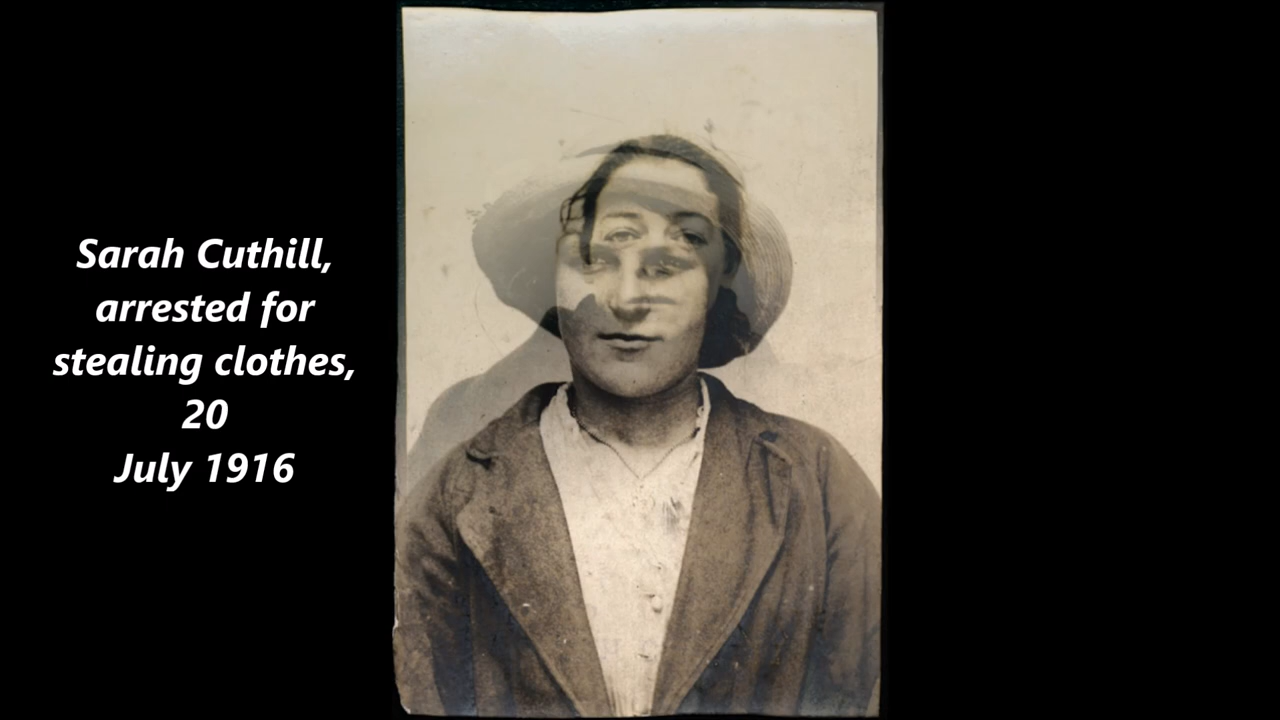 Sarah Cuthill,
arrested for
stealing clothes,
20
July 1916